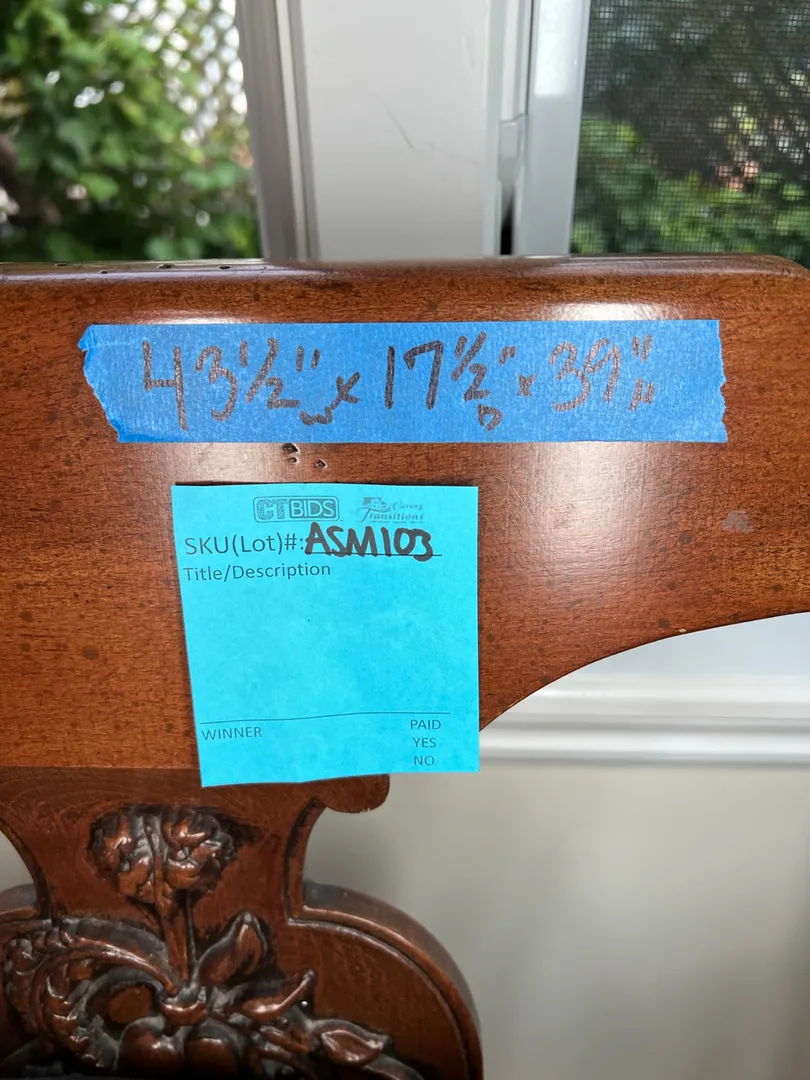 43½" W x 17½" D x 39" H
CTBIDS Caring Transitions
SKU(Lot)#: ASM103
Title/Description
WINNER PAID
YES
NO